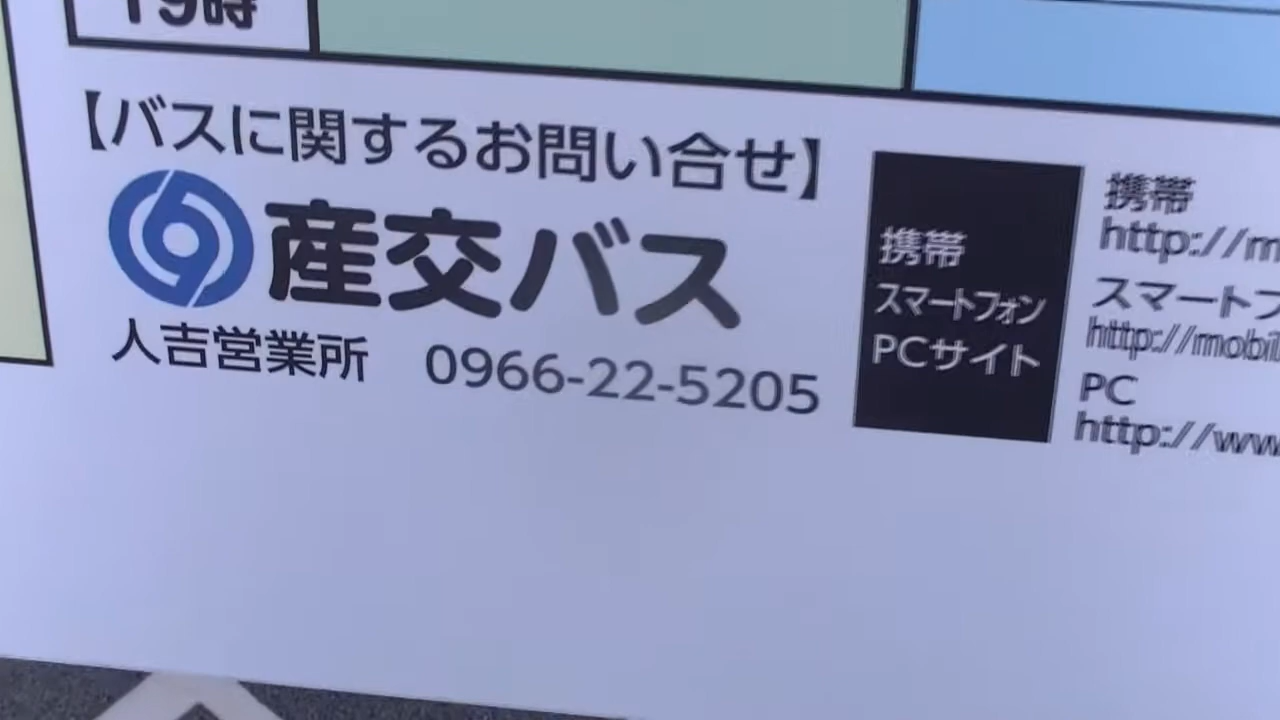 19時
【バスに関するお問い合せ】
産交バス
人吉営業所 0966-22-5205
携帯
スマートフォン
PCサイト
携帯
http://m
スマートフ
http://mobil
PC
http://ww